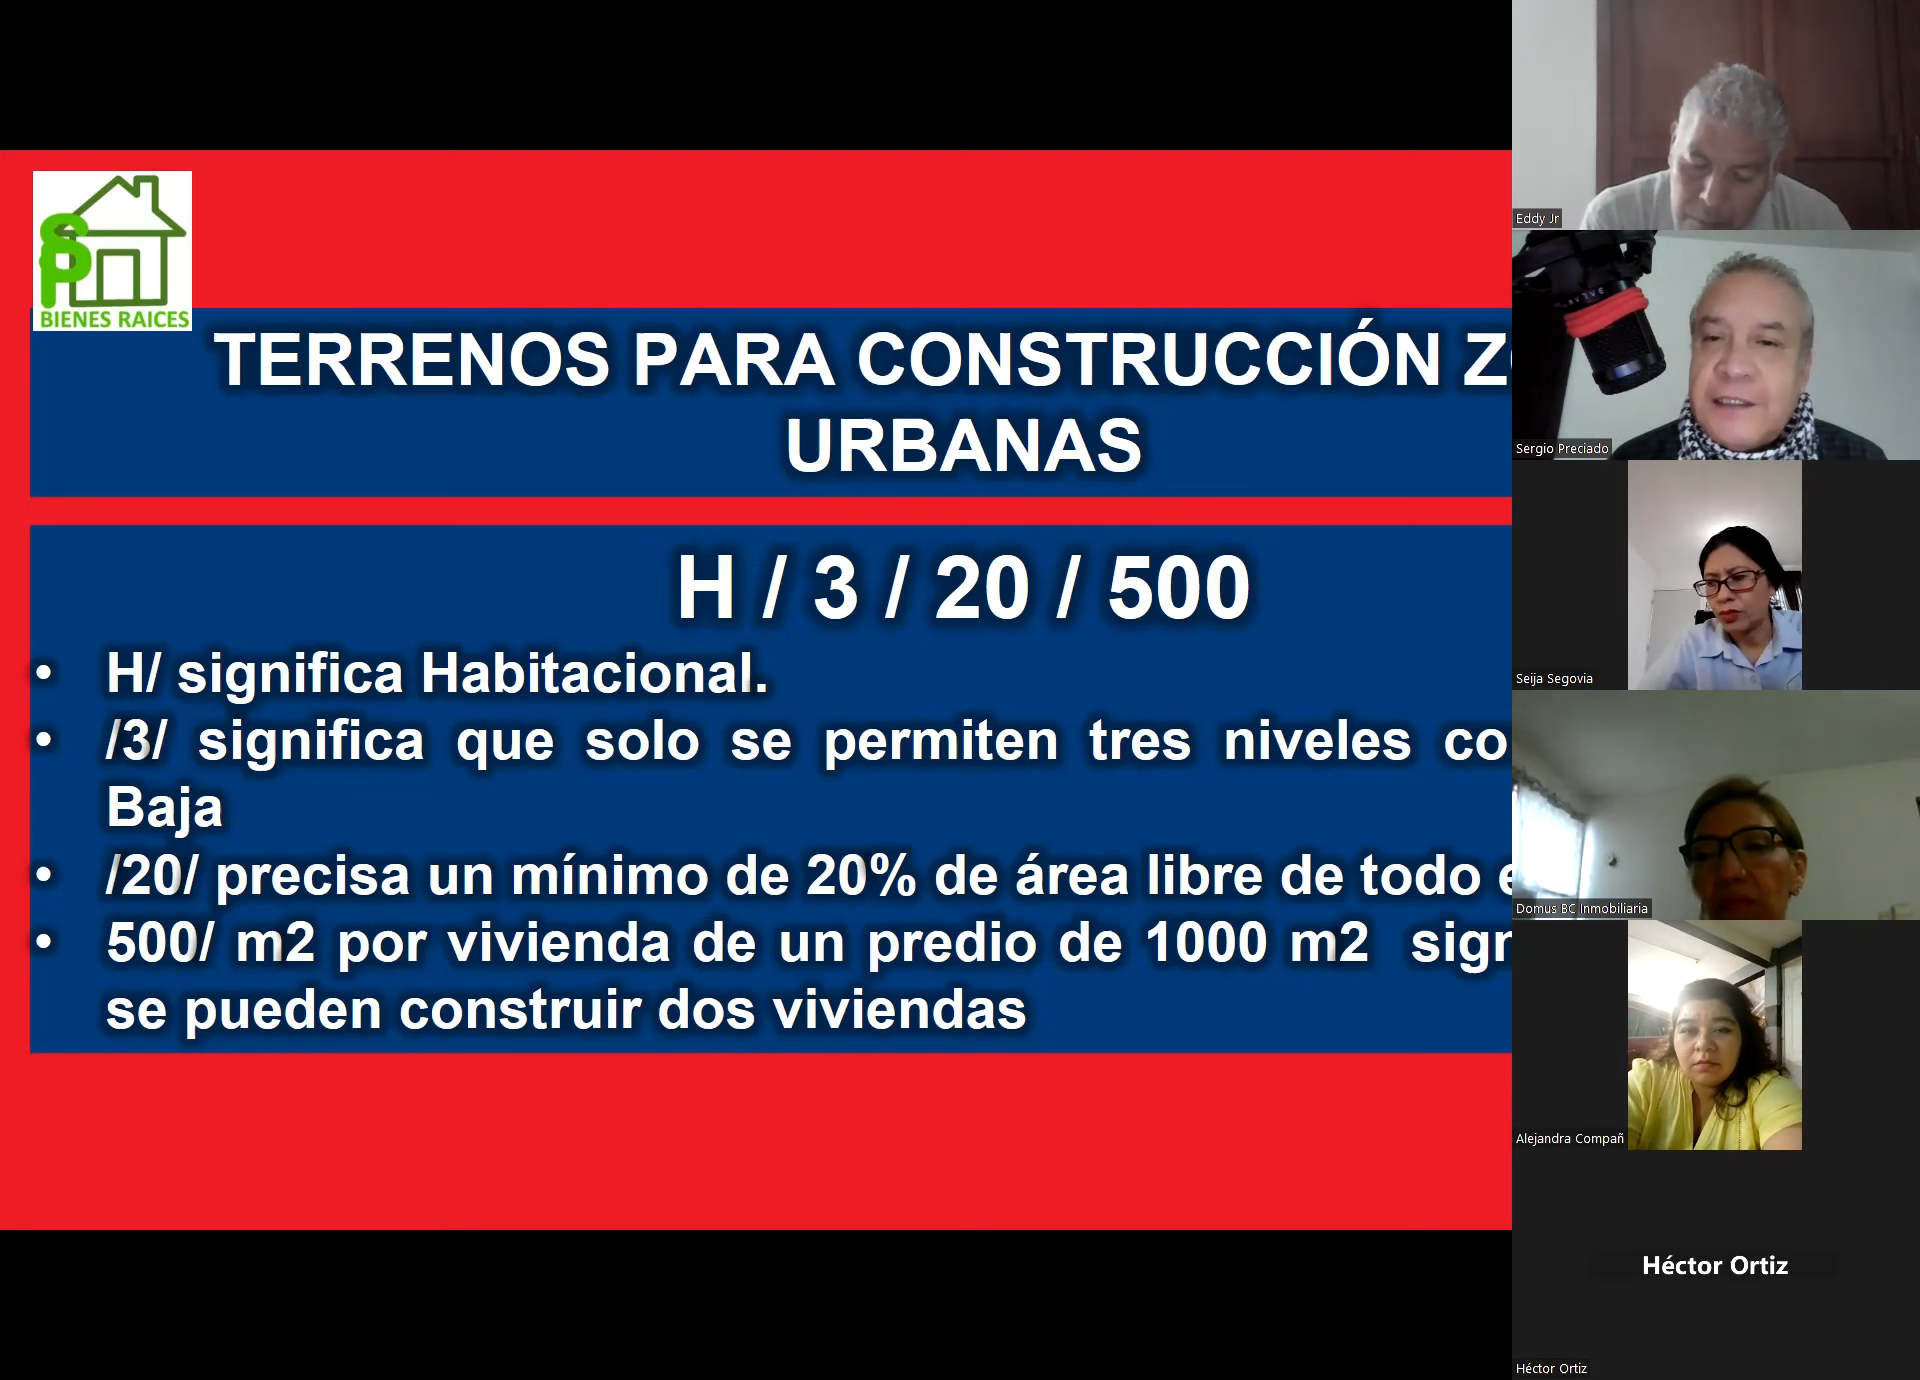 SP
BIENES RAICES
TERRENOS PARA CONSTRUCCIÓN
URBANAS
H / 3 / 20 / 500
• H/ significa Habitacional.
• /3/ significa que solo se permiten tres niveles
Baja
• /20/ precisa un mínimo de 20% de área libre de todo
• 500/ m2 por vivienda de un predio de 1000 m2
se pueden construir dos viviendas
Eddy Jr
Sergio Preciado
Seija Segovia
Domus BC Inmobiliaria
Alejandra Compañ
Héctor Ortiz
Héctor Ortiz